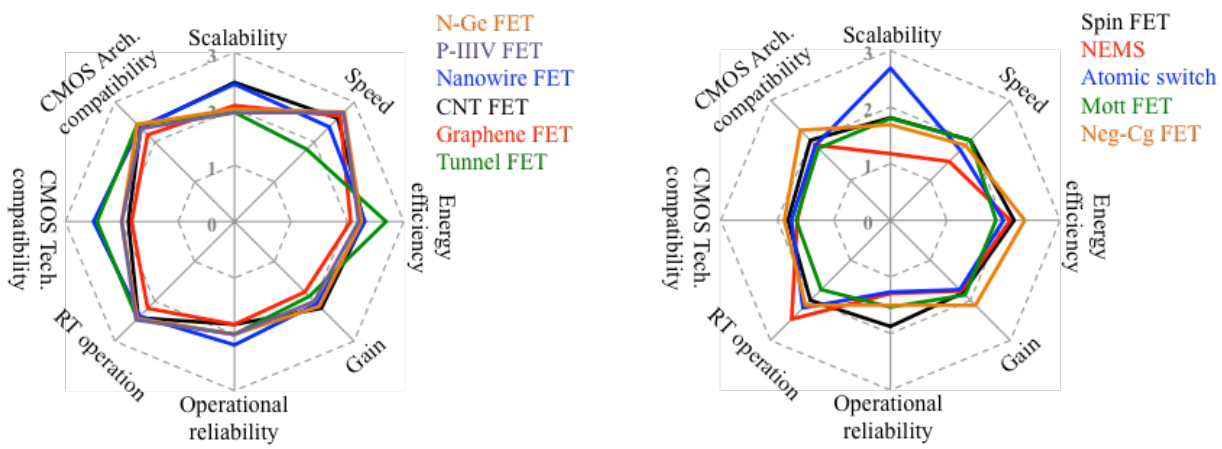 Scalability
Speed
Energy
efficiency
Gain
Operational
reliability
RT operation
CMOS Tech.
compatibility
CMOS Arch.
compatibility
3
2
1
0
N-Ge FET
P-IIIV FET
Nanowire FET
CNT FET
Graphene FET
Tunnel FET
Scalability
Speed
Energy
efficiency
Gain
Operational
reliability
RT operation
CMOS Tech.
compatibility
CMOS Arch.
compatibility
3
2
1
0
Spin FET
NEMS
Atomic switch
Mott FET
Neg-Cg FET